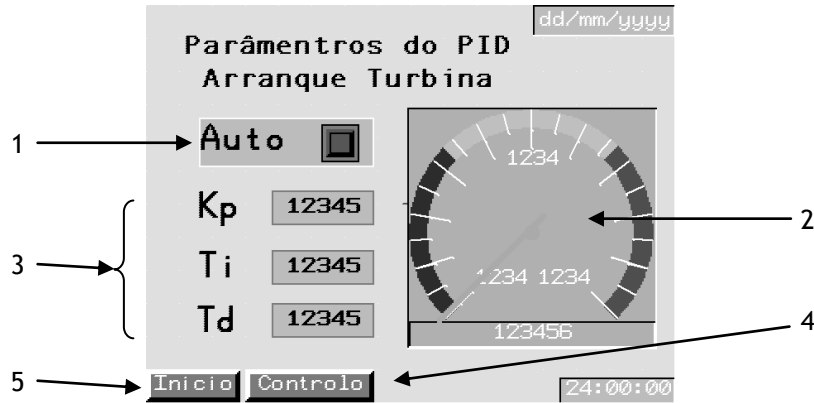 dd/mm/yyyy
Parâmentros do PID
Arranque Turbina
1
Auto
1234
Kp 12345
2
3
Ti 12345
1234 1234
Td 12345
123456
4
5
Inicio Controlo
24:00:00